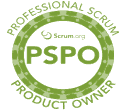 PROFESSIONAL SCRUM
Scrum.org
PSPO
PRODUCT OWNER